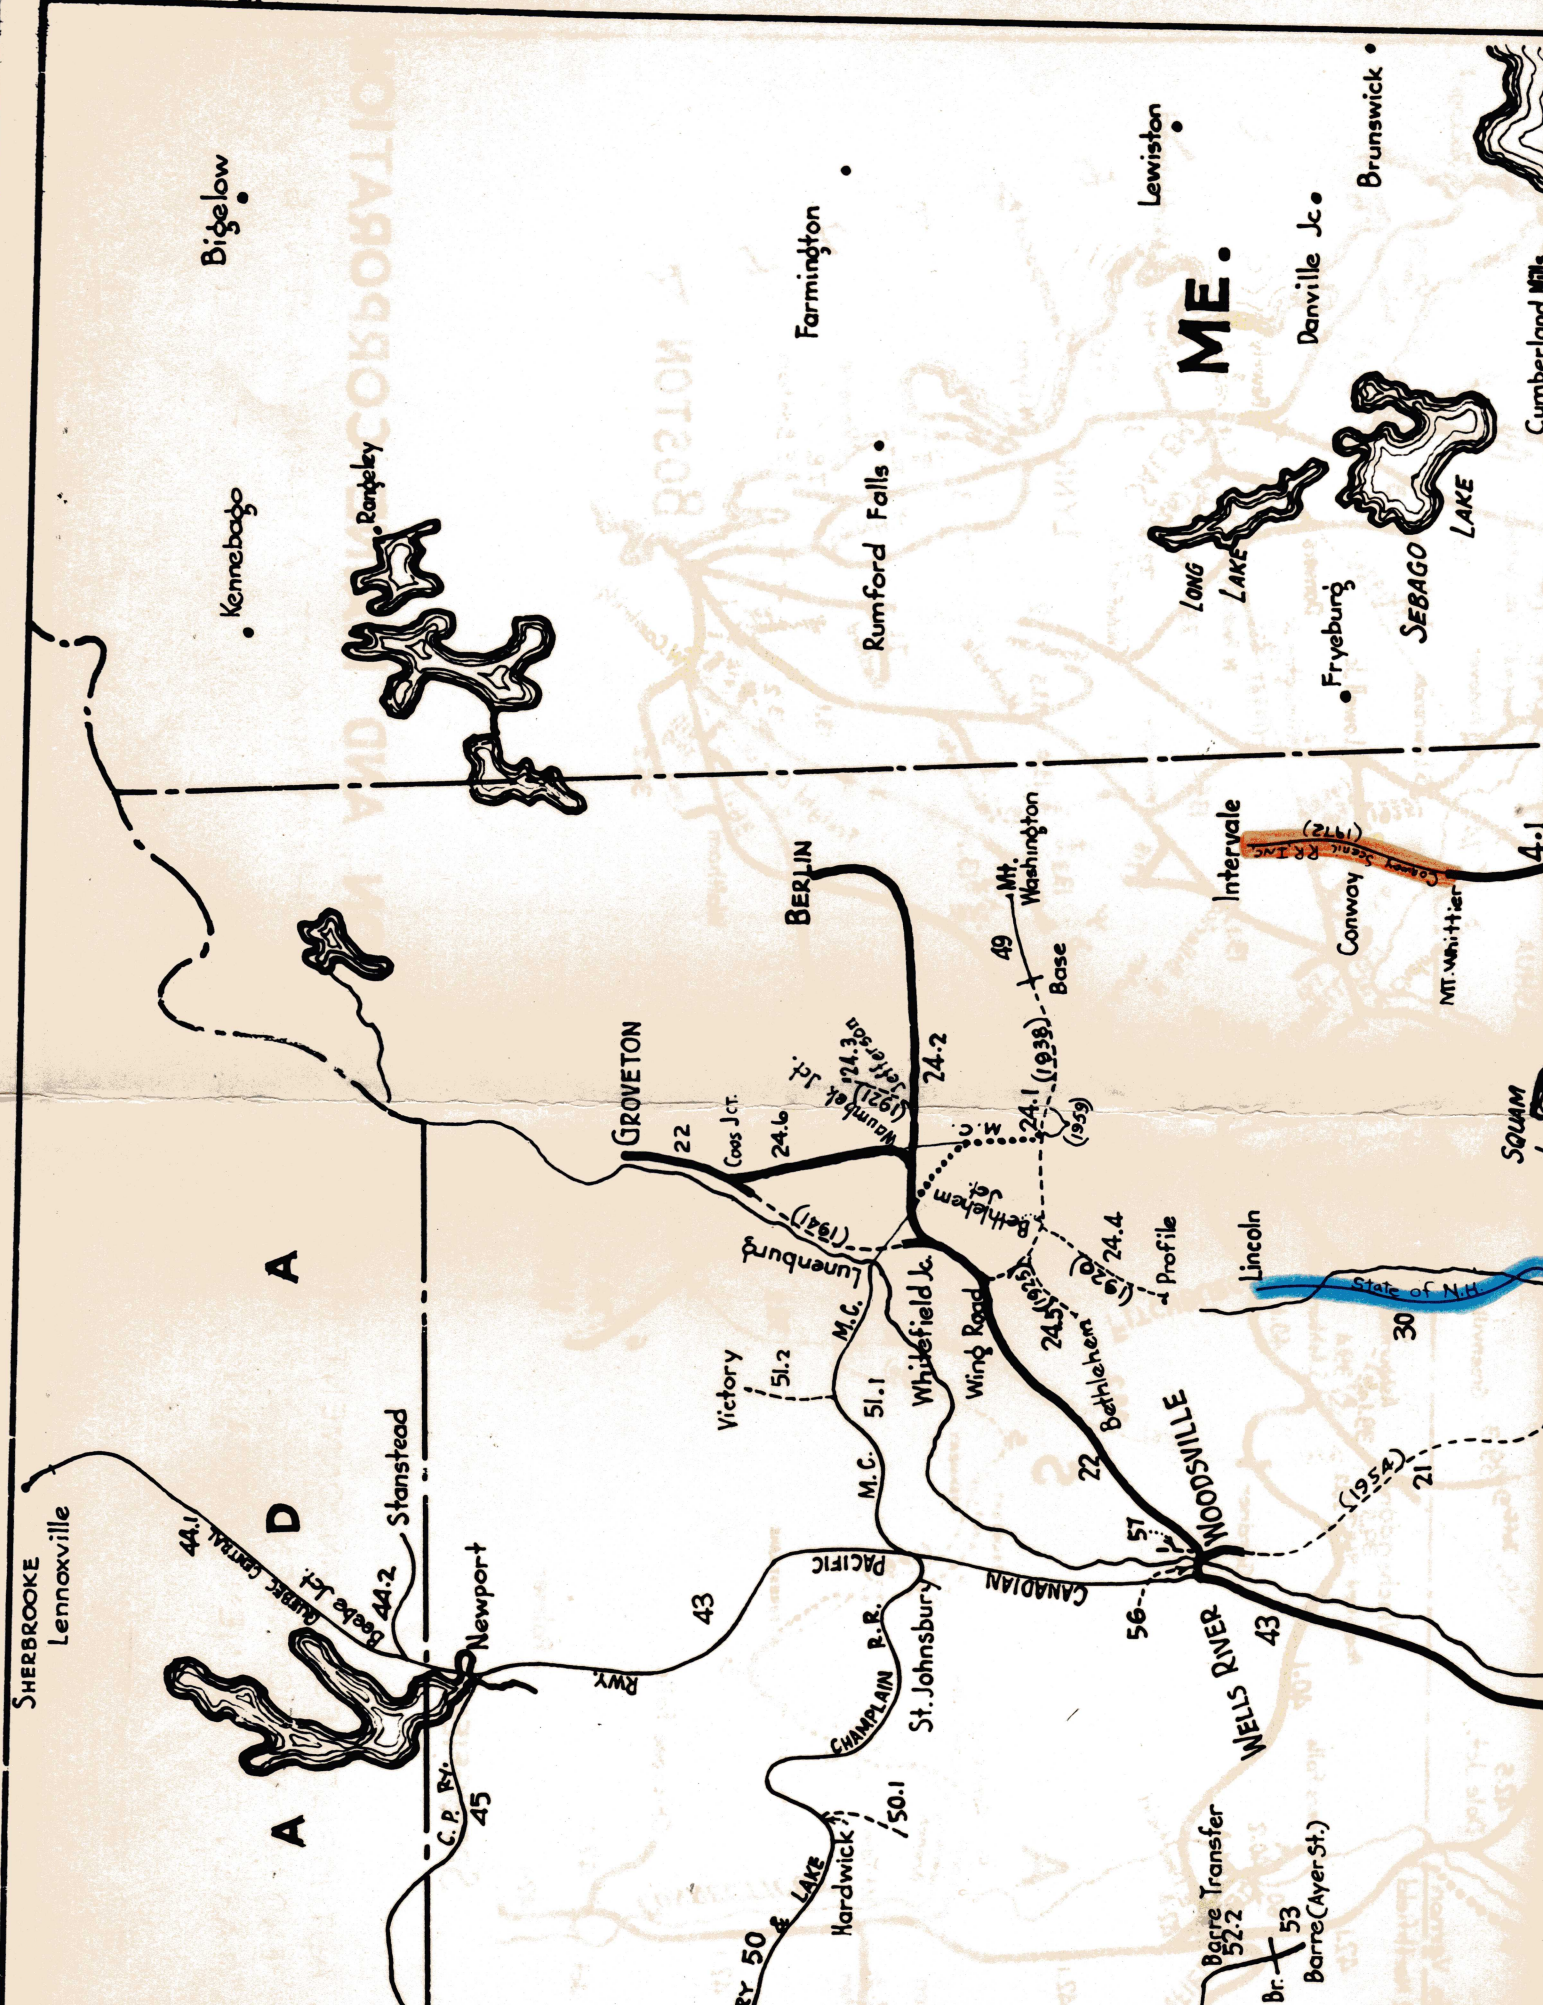 SHERBROOKE
Lennoxville
44.1
QUEBEC CENTRAL
Beebe Jct.
44.2
Stanstead
Newport
C. P. RY.
45
A
D
A
43
RWY.
PACIFIC
CANADIAN
Kennebago
Bigelow
Rangeley
Farmington
Rumford Falls
Lewiston
ME.
Danville Jc.
Brunswick
LONG
LAKE
SEBAGO
LAKE
Fryeburg
Cumberland Mills
BERLIN
GROVETON
22
Coos Jct.
24.6
Waumbek Jct.
(1921)
24.3
Jefferson
24.2
M. C.
24.1
(1938)
(1959)
49
Mt.
Washington
Base
(1941)
Lunenburg
Whitefield Jc.
Wing Road
Bethlehem
Jct.
(1925)
24.5
Bethlehem
(1920)
24.4
Profile
M.C.
Victory
51.2
51.1
M.C.
22
57
WOODSVILLE
56
WELLS RIVER
43
(1954)
21
Lincoln
State of N.H.
30
Intervale
Conway Scenic RR. INC
(1972)
Conway
MT. Whittier
4.1
SQUAM
St. Johnsbury
CHAMPLAIN R.R.
50.1
Hardwick
LAKE
&
50
RY
Barre Transfer
52.2
Br.
53
Barre (Ayer St.)
BOSTON
AND
CORPORATION